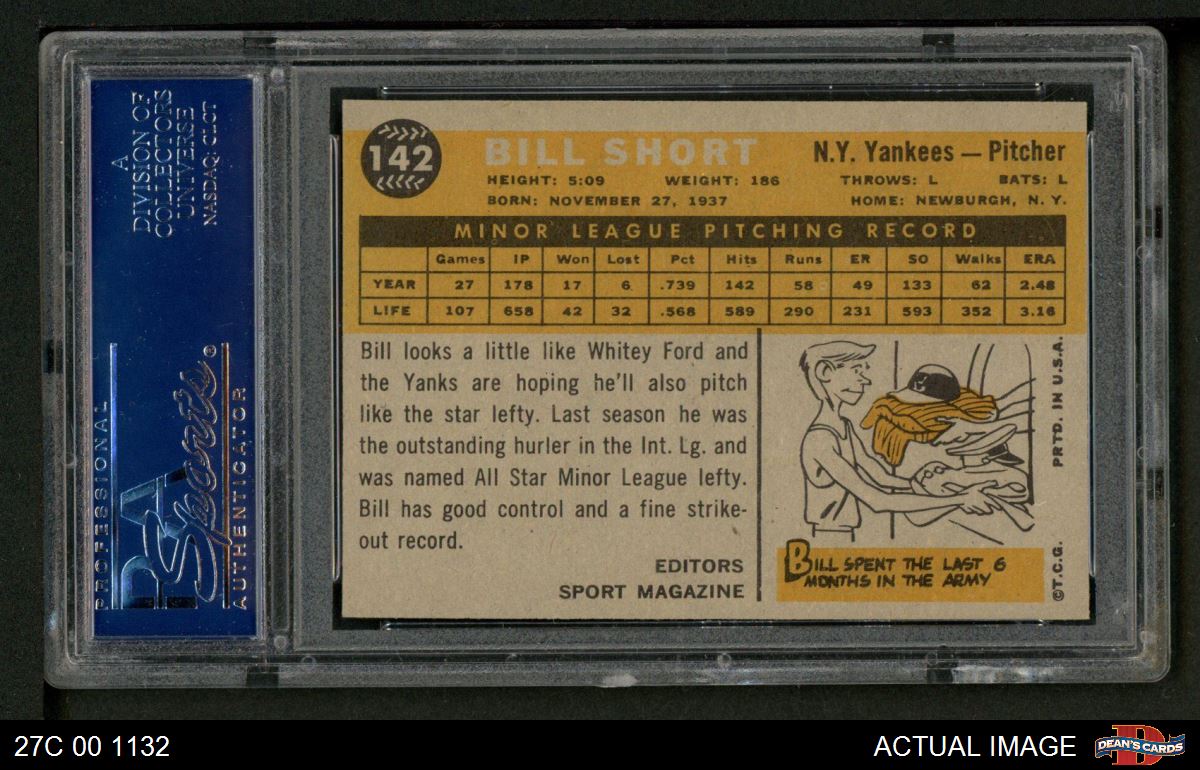 A
DIVISION OF
COLLECTORS
UNIVERSE
NASDAQ: CLCT
PROFESSIONAL
PSA
Sports®
AUTHENTICATOR
142
BILL SHORT
N.Y. Yankees — Pitcher
HEIGHT: 5:09 WEIGHT: 186 THROWS: L BATS: L
BORN: NOVEMBER 27, 1937 HOME: NEWBURGH, N. Y.
MINOR LEAGUE PITCHING RECORD
Games IP Won Lost Pct Hits Runs ER SO Walks ERA
YEAR 27 178 17 6 .739 142 58 49 133 62 2.48
LIFE 107 658 42 32 .568 589 290 231 593 352 3.16
Bill looks a little like Whitey Ford and
the Yanks are hoping he'll also pitch
like the star lefty. Last season he was
the outstanding hurler in the Int. Lg. and
was named All Star Minor League lefty.
Bill has good control and a fine strike-
out record.
EDITORS
SPORT MAGAZINE
BILL SPENT THE LAST 6
MONTHS IN THE ARMY
©T.C.G. PRTD. IN U.S.A.
27C 00 1132
ACTUAL IMAGE
D
DEAN'S CARDS